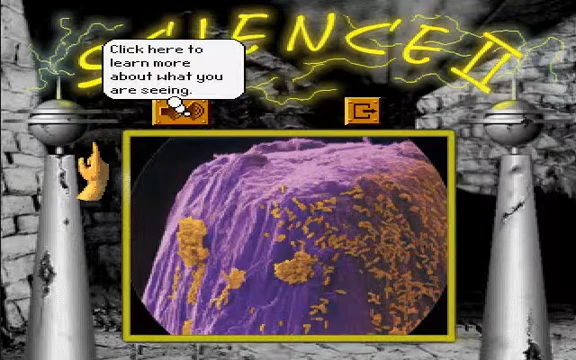 SCIENCE II
Click here to
learn more
about what you
are seeing.